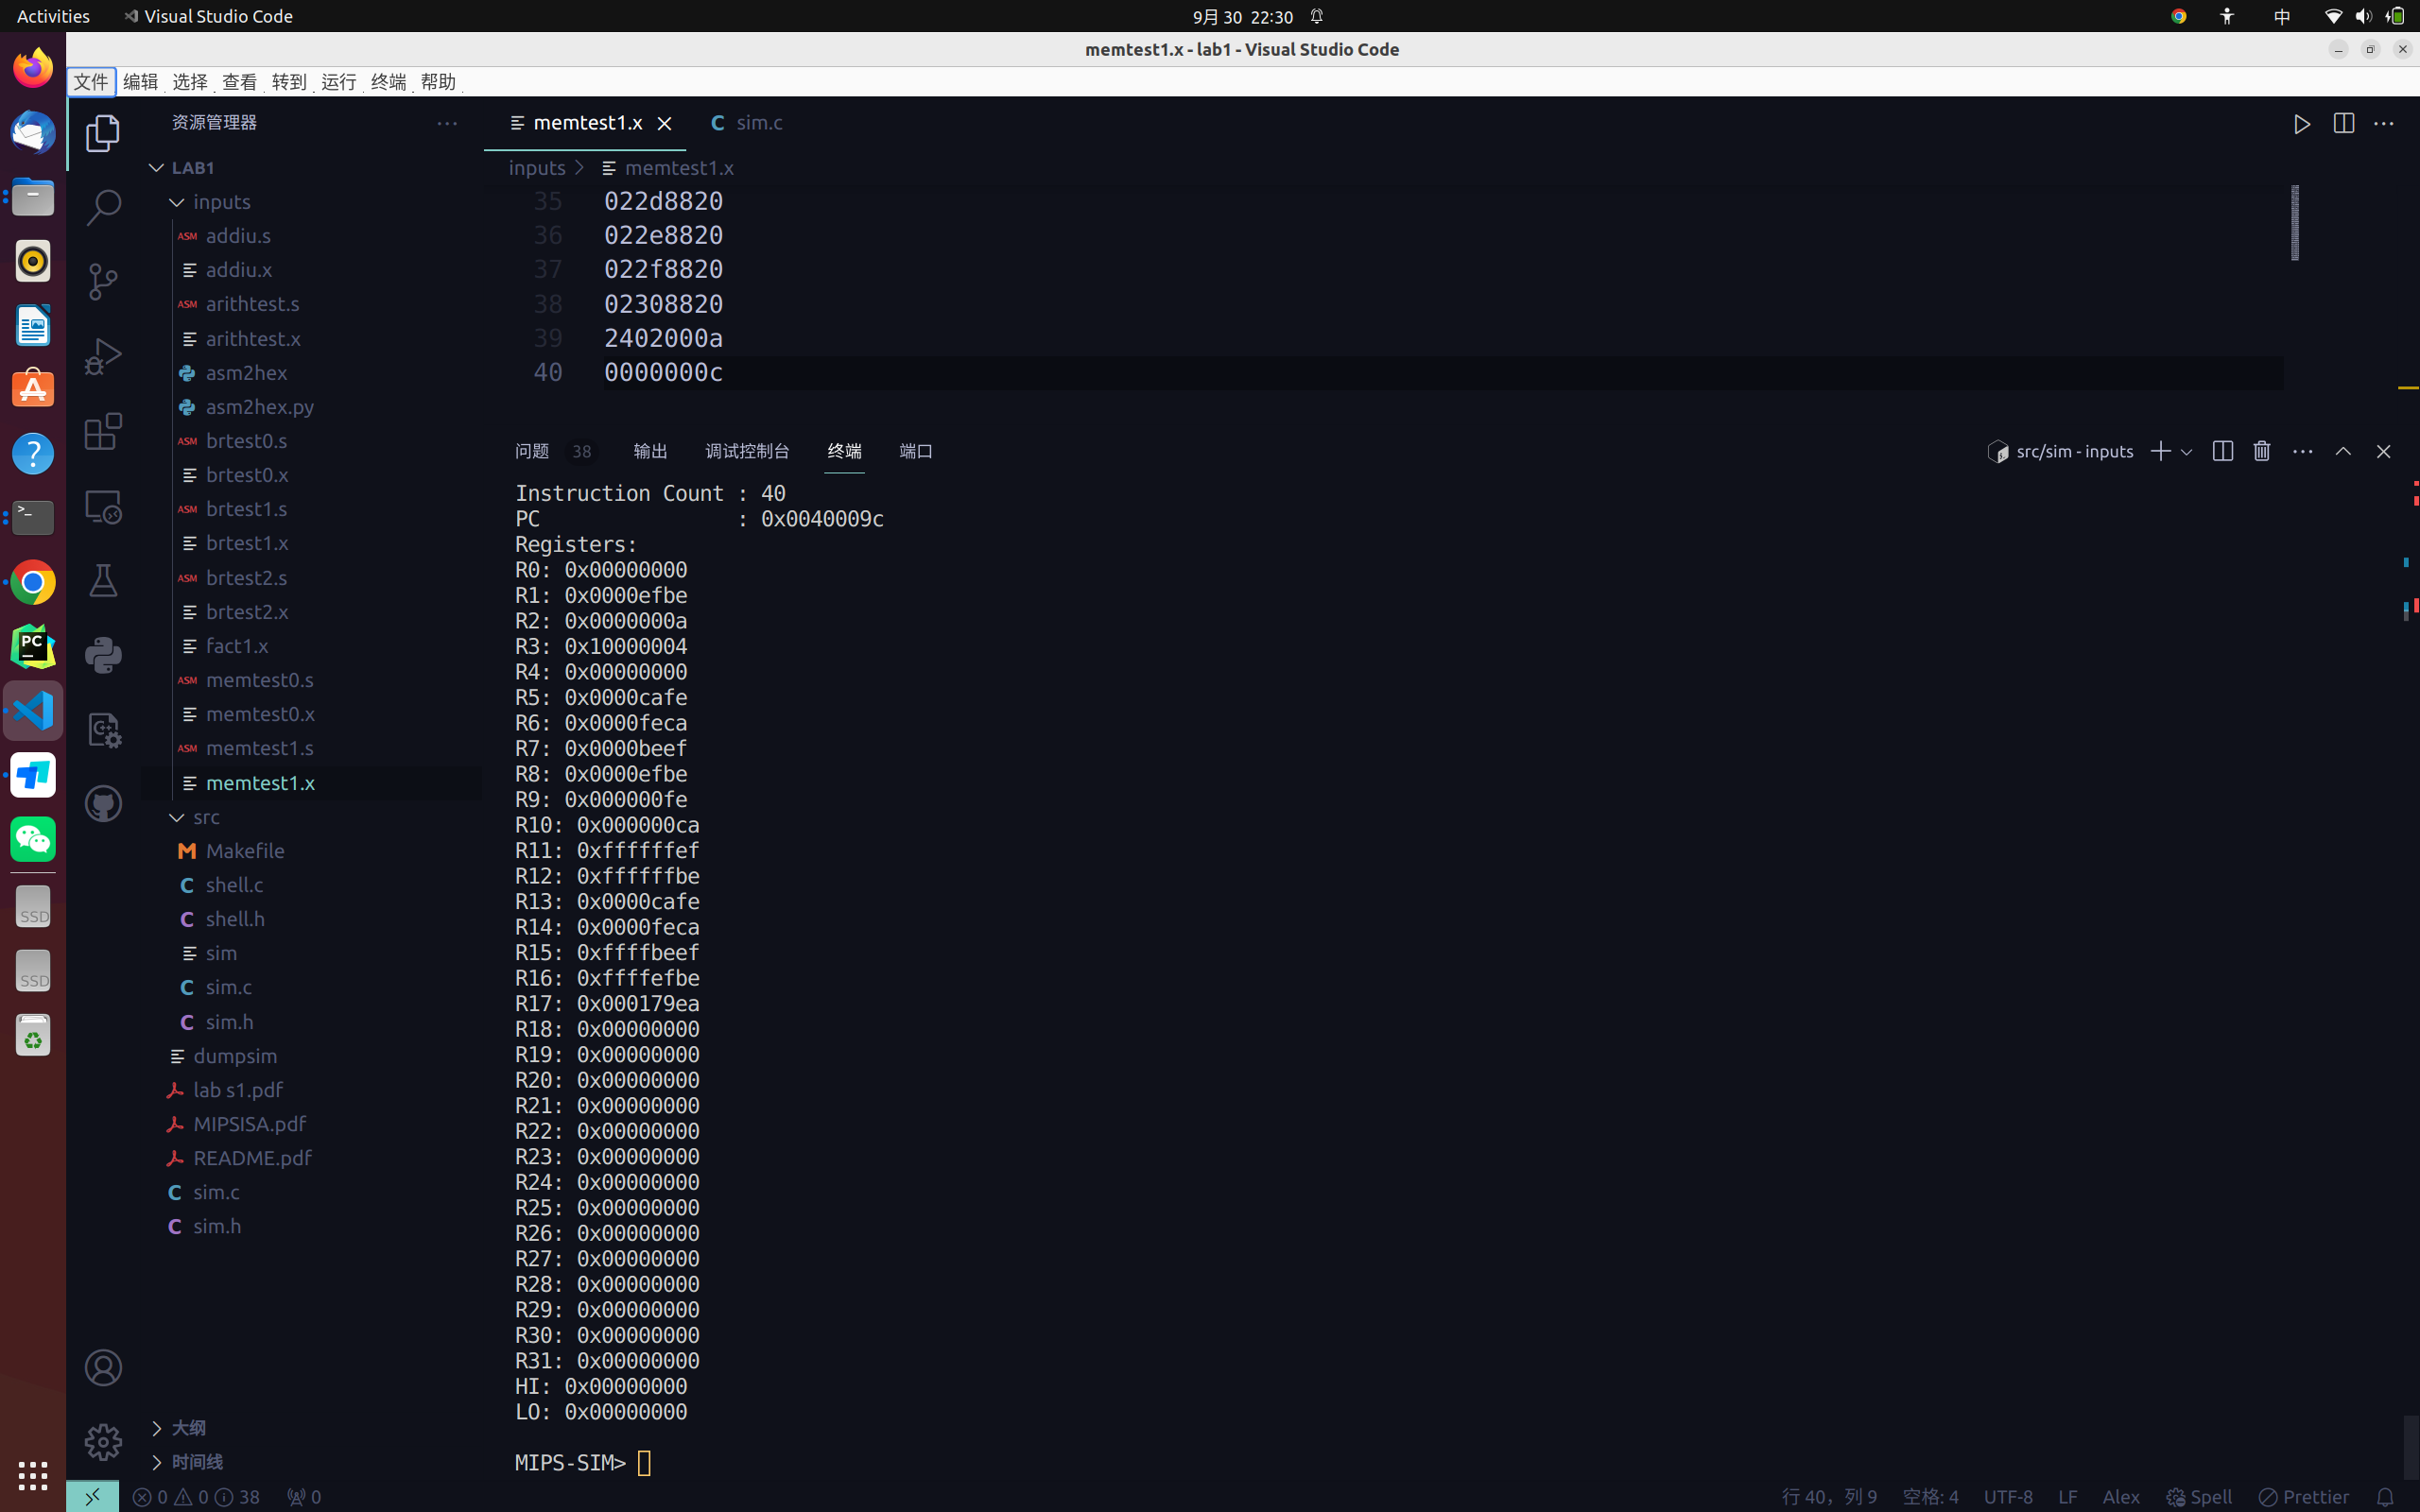 Activities Visual Studio Code 9月 30 22:30 中
memtest1.x - lab1 - Visual Studio Code
文件 编辑 选择 查看 转到 运行 终端 帮助
资源管理器
LAB1
inputs
ASM addiu.s
addiu.x
ASM arithtest.s
arithtest.x
asm2hex
asm2hex.py
ASM brtest0.s
brtest0.x
ASM brtest1.s
brtest1.x
ASM brtest2.s
brtest2.x
fact1.x
ASM memtest0.s
memtest0.x
ASM memtest1.s
memtest1.x
src
M Makefile
C shell.c
C shell.h
sim
C sim.c
C sim.h
dumpsim
lab s1.pdf
MIPSISA.pdf
README.pdf
C sim.c
C sim.h
大纲
时间线
PC
SSD
SSD
memtest1.x C sim.c
inputs > memtest1.x
35 022d8820
36 022e8820
37 022f8820
38 02308820
39 2402000a
40 0000000c
问题 38 输出 调试控制台 终端 端口 src/sim - inputs
Instruction Count : 40
PC : 0x0040009c
Registers:
R0: 0x00000000
R1: 0x0000efbe
R2: 0x0000000a
R3: 0x10000004
R4: 0x00000000
R5: 0x0000cafe
R6: 0x0000feca
R7: 0x0000beef
R8: 0x0000efbe
R9: 0x000000fe
R10: 0x000000ca
R11: 0xffffffef
R12: 0xffffffbe
R13: 0x0000cafe
R14: 0x0000feca
R15: 0xffffbeef
R16: 0xffffefbe
R17: 0x000179ea
R18: 0x00000000
R19: 0x00000000
R20: 0x00000000
R21: 0x00000000
R22: 0x00000000
R23: 0x00000000
R24: 0x00000000
R25: 0x00000000
R26: 0x00000000
R27: 0x00000000
R28: 0x00000000
R29: 0x00000000
R30: 0x00000000
R31: 0x00000000
HI: 0x00000000
LO: 0x00000000
MIPS-SIM>
0 0 38 0 行 40，列 9 空格: 4 UTF-8 LF Alex Spell Prettier